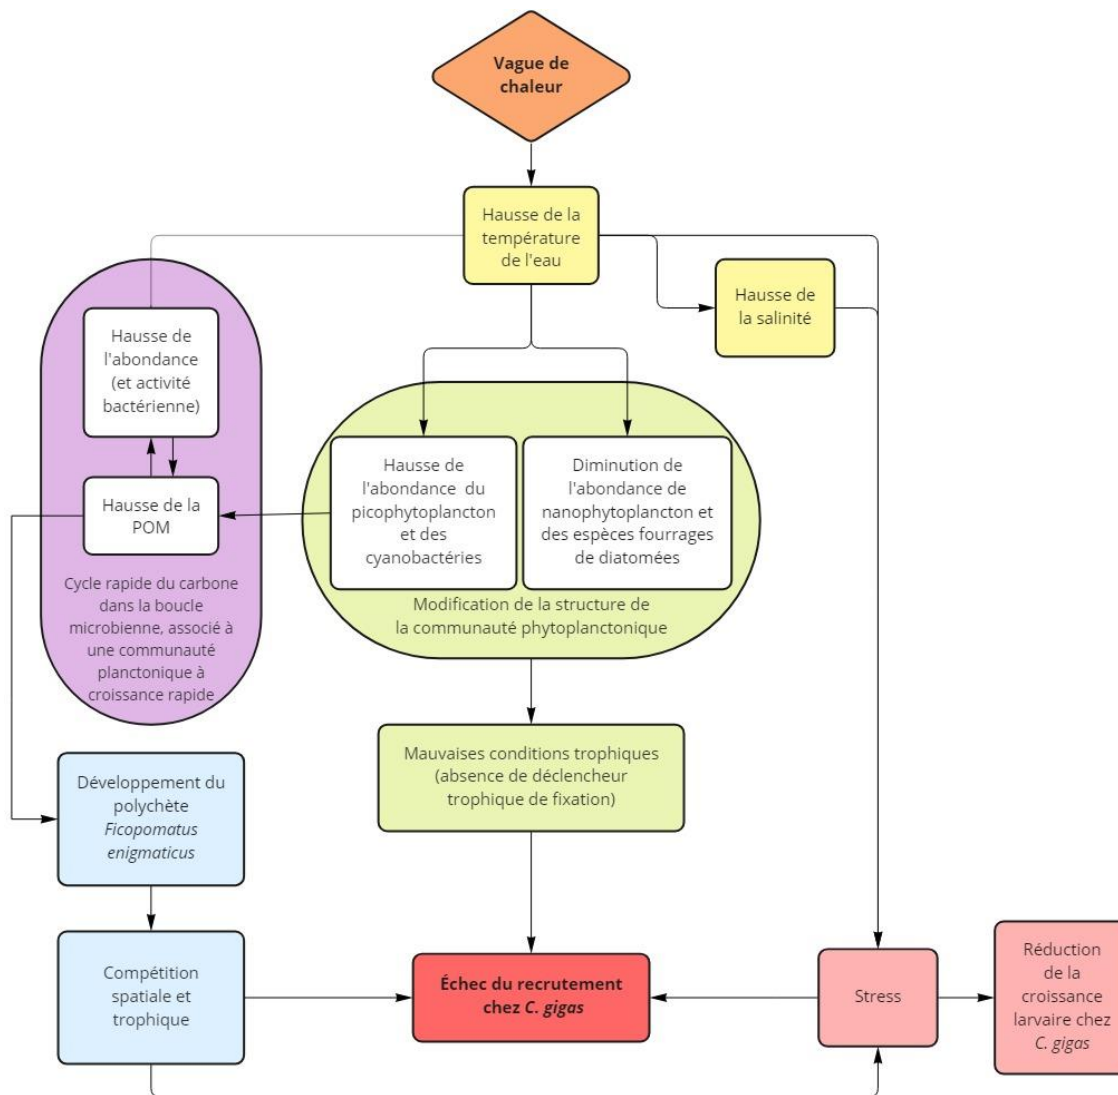 Vague de
chaleur
Hausse de la
température
de l'eau
Hausse de
la salinité
Hausse de
l'abondance
(et activité
bactérienne)
Hausse de la
POM
Cycle rapide du carbone
dans la boucle
microbienne, associé à
une communauté
planctonique à
croissance rapide
Hausse de
l'abondance du
picophytoplancton
et des
cyanobactéries
Diminution de
l'abondance de
nanophytoplancton et
des espèces fourrages
de diatomées
Modification de la structure de
la communauté phytoplanctonique
Mauvaises conditions trophiques
(absence de déclencheur
trophique de fixation)
Développement du
polychète
Ficopomatus
enigmaticus
Compétition
spatiale et
trophique
Échec du recrutement
chez C. gigas
Stress
Réduction
de la
croissance
larvaire chez
C. gigas